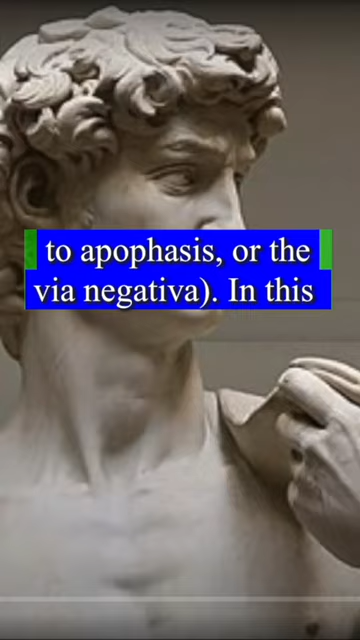 to apophasis, or the
via negativa). In this